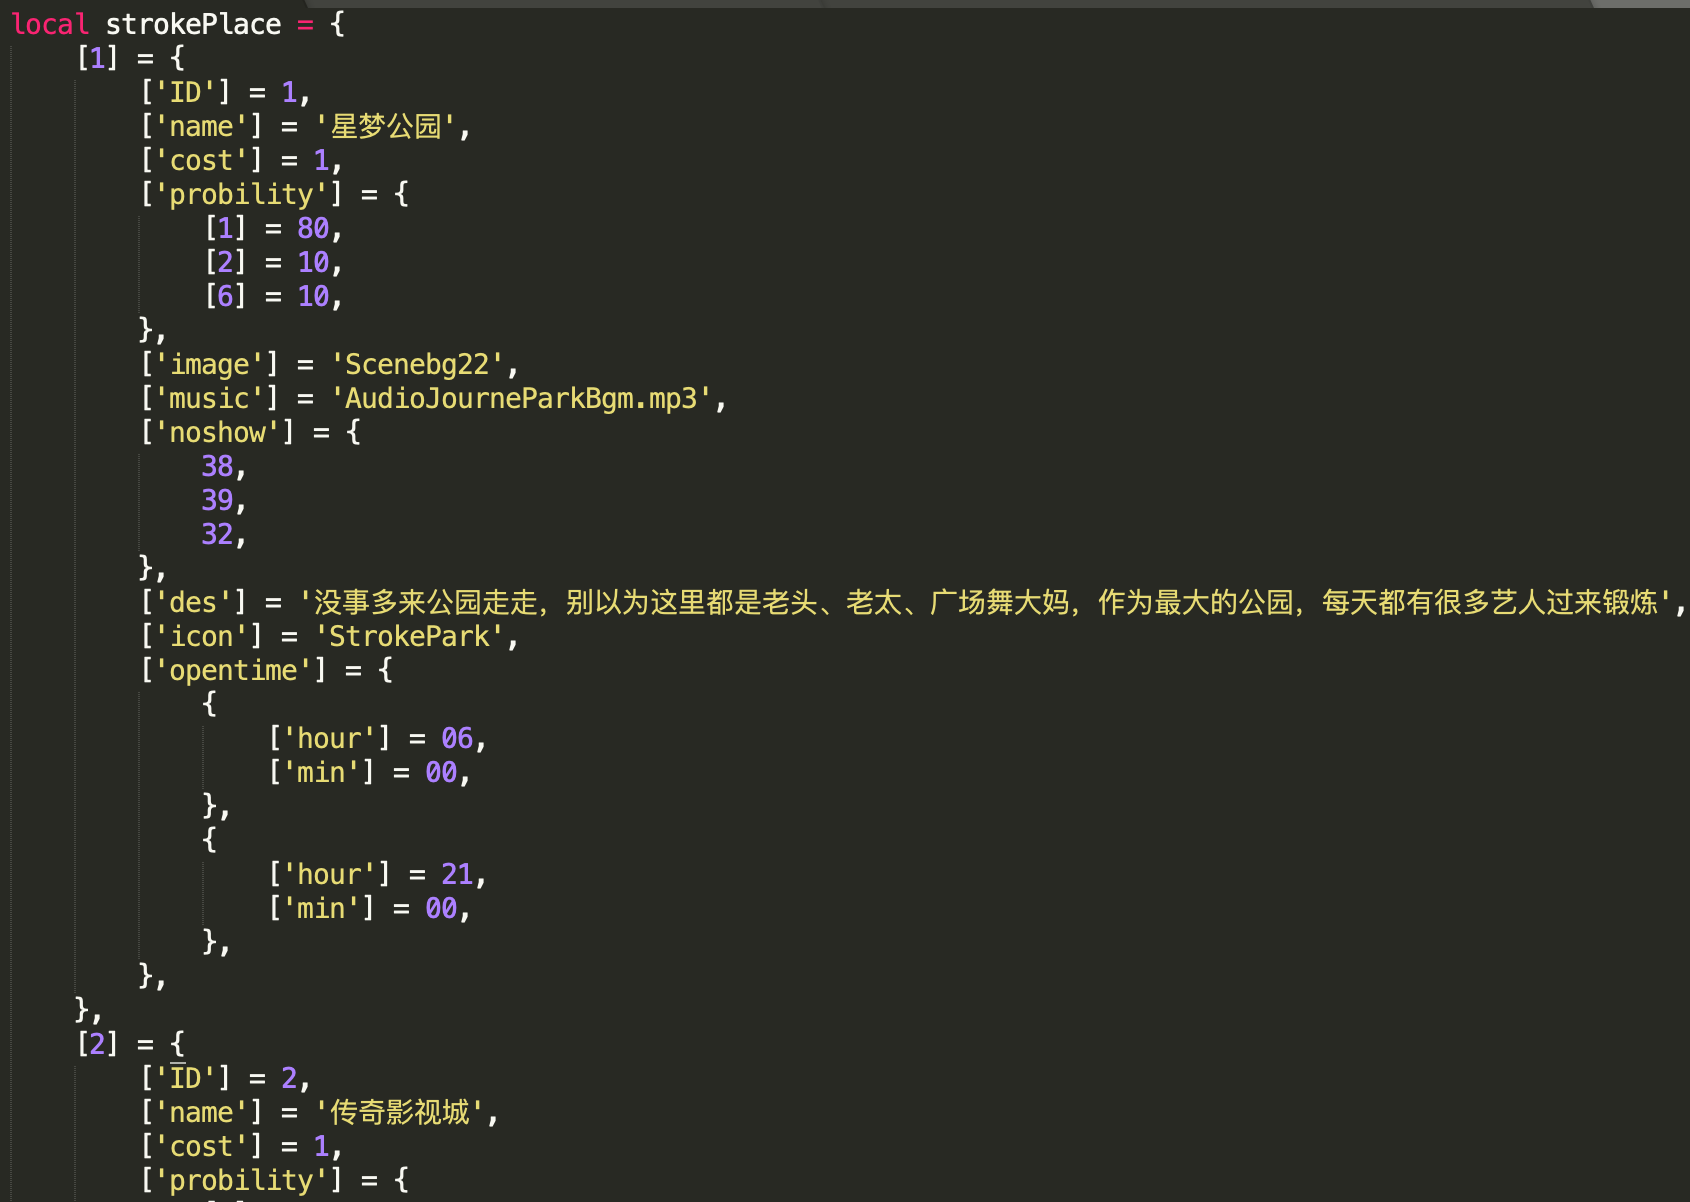 local strokePlace = {
    [1] = {
        ['ID'] = 1,
        ['name'] = '星梦公园',
        ['cost'] = 1,
        ['probility'] = {
            [1] = 80,
            [2] = 10,
            [6] = 10,
        },
        ['image'] = 'Scenebg22',
        ['music'] = 'AudioJourneParkBgm.mp3',
        ['noshow'] = {
            38,
            39,
            32,
        },
        ['des'] = '没事多来公园走走，别以为这里都是老头、老太、广场舞大妈，作为最大的公园，每天都有很多艺人过来锻炼',
        ['icon'] = 'StrokePark',
        ['opentime'] = {
            {
                ['hour'] = 06,
                ['min'] = 00,
            },
            {
                ['hour'] = 21,
                ['min'] = 00,
            },
        },
    },
    [2] = {
        ['ID'] = 2,
        ['name'] = '传奇影视城',
        ['cost'] = 1,
        ['probility'] = {